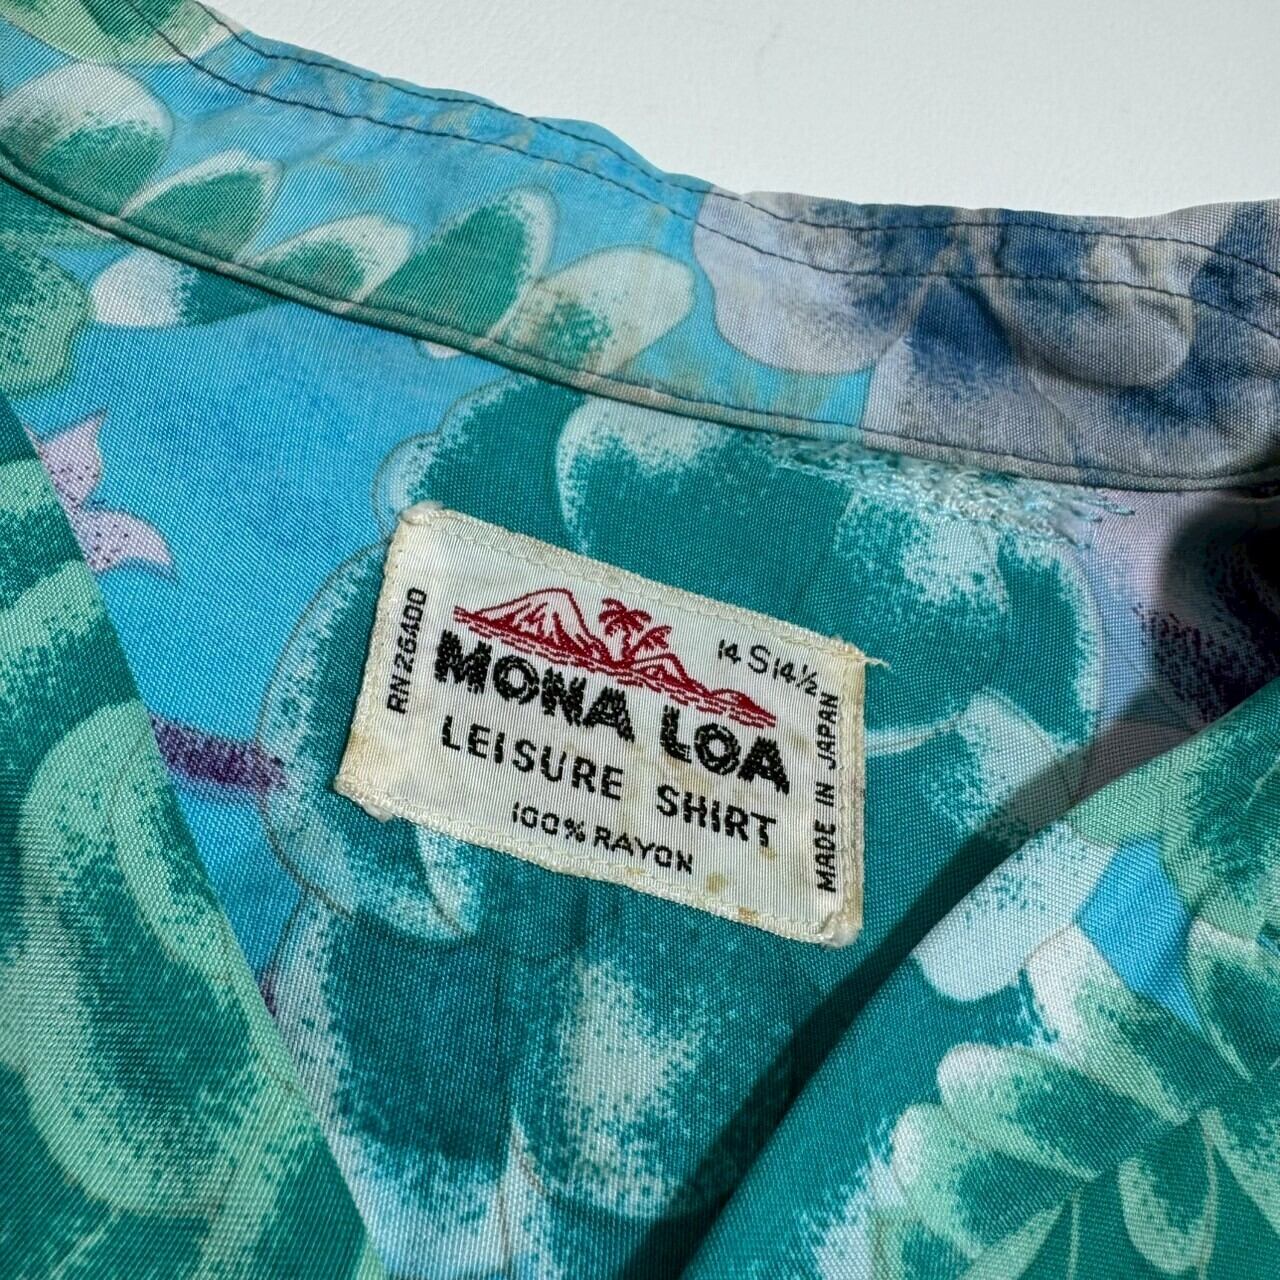 RN 26400
14 S 14½
MONA LOA
LEISURE SHIRT
100% RAYON
MADE IN JAPAN